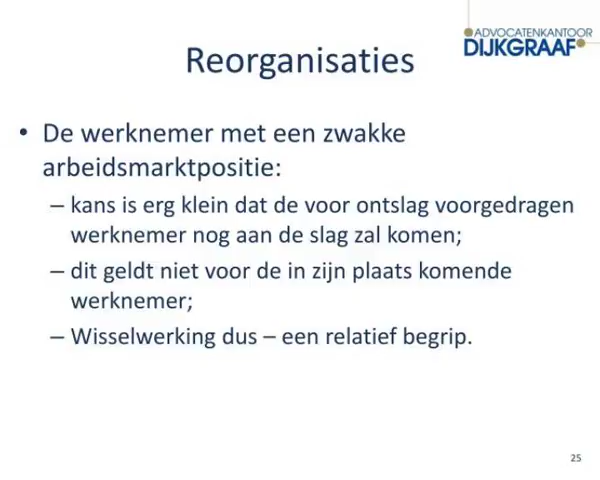 ADVOCATENKANTOOR
DIJKGRAAF
Reorganisaties
• De werknemer met een zwakke
arbeidsmarktpositie:
– kans is erg klein dat de voor ontslag voorgedragen
werknemer nog aan de slag zal komen;
– dit geldt niet voor de in zijn plaats komende
werknemer;
– Wisselwerking dus – een relatief begrip.
25